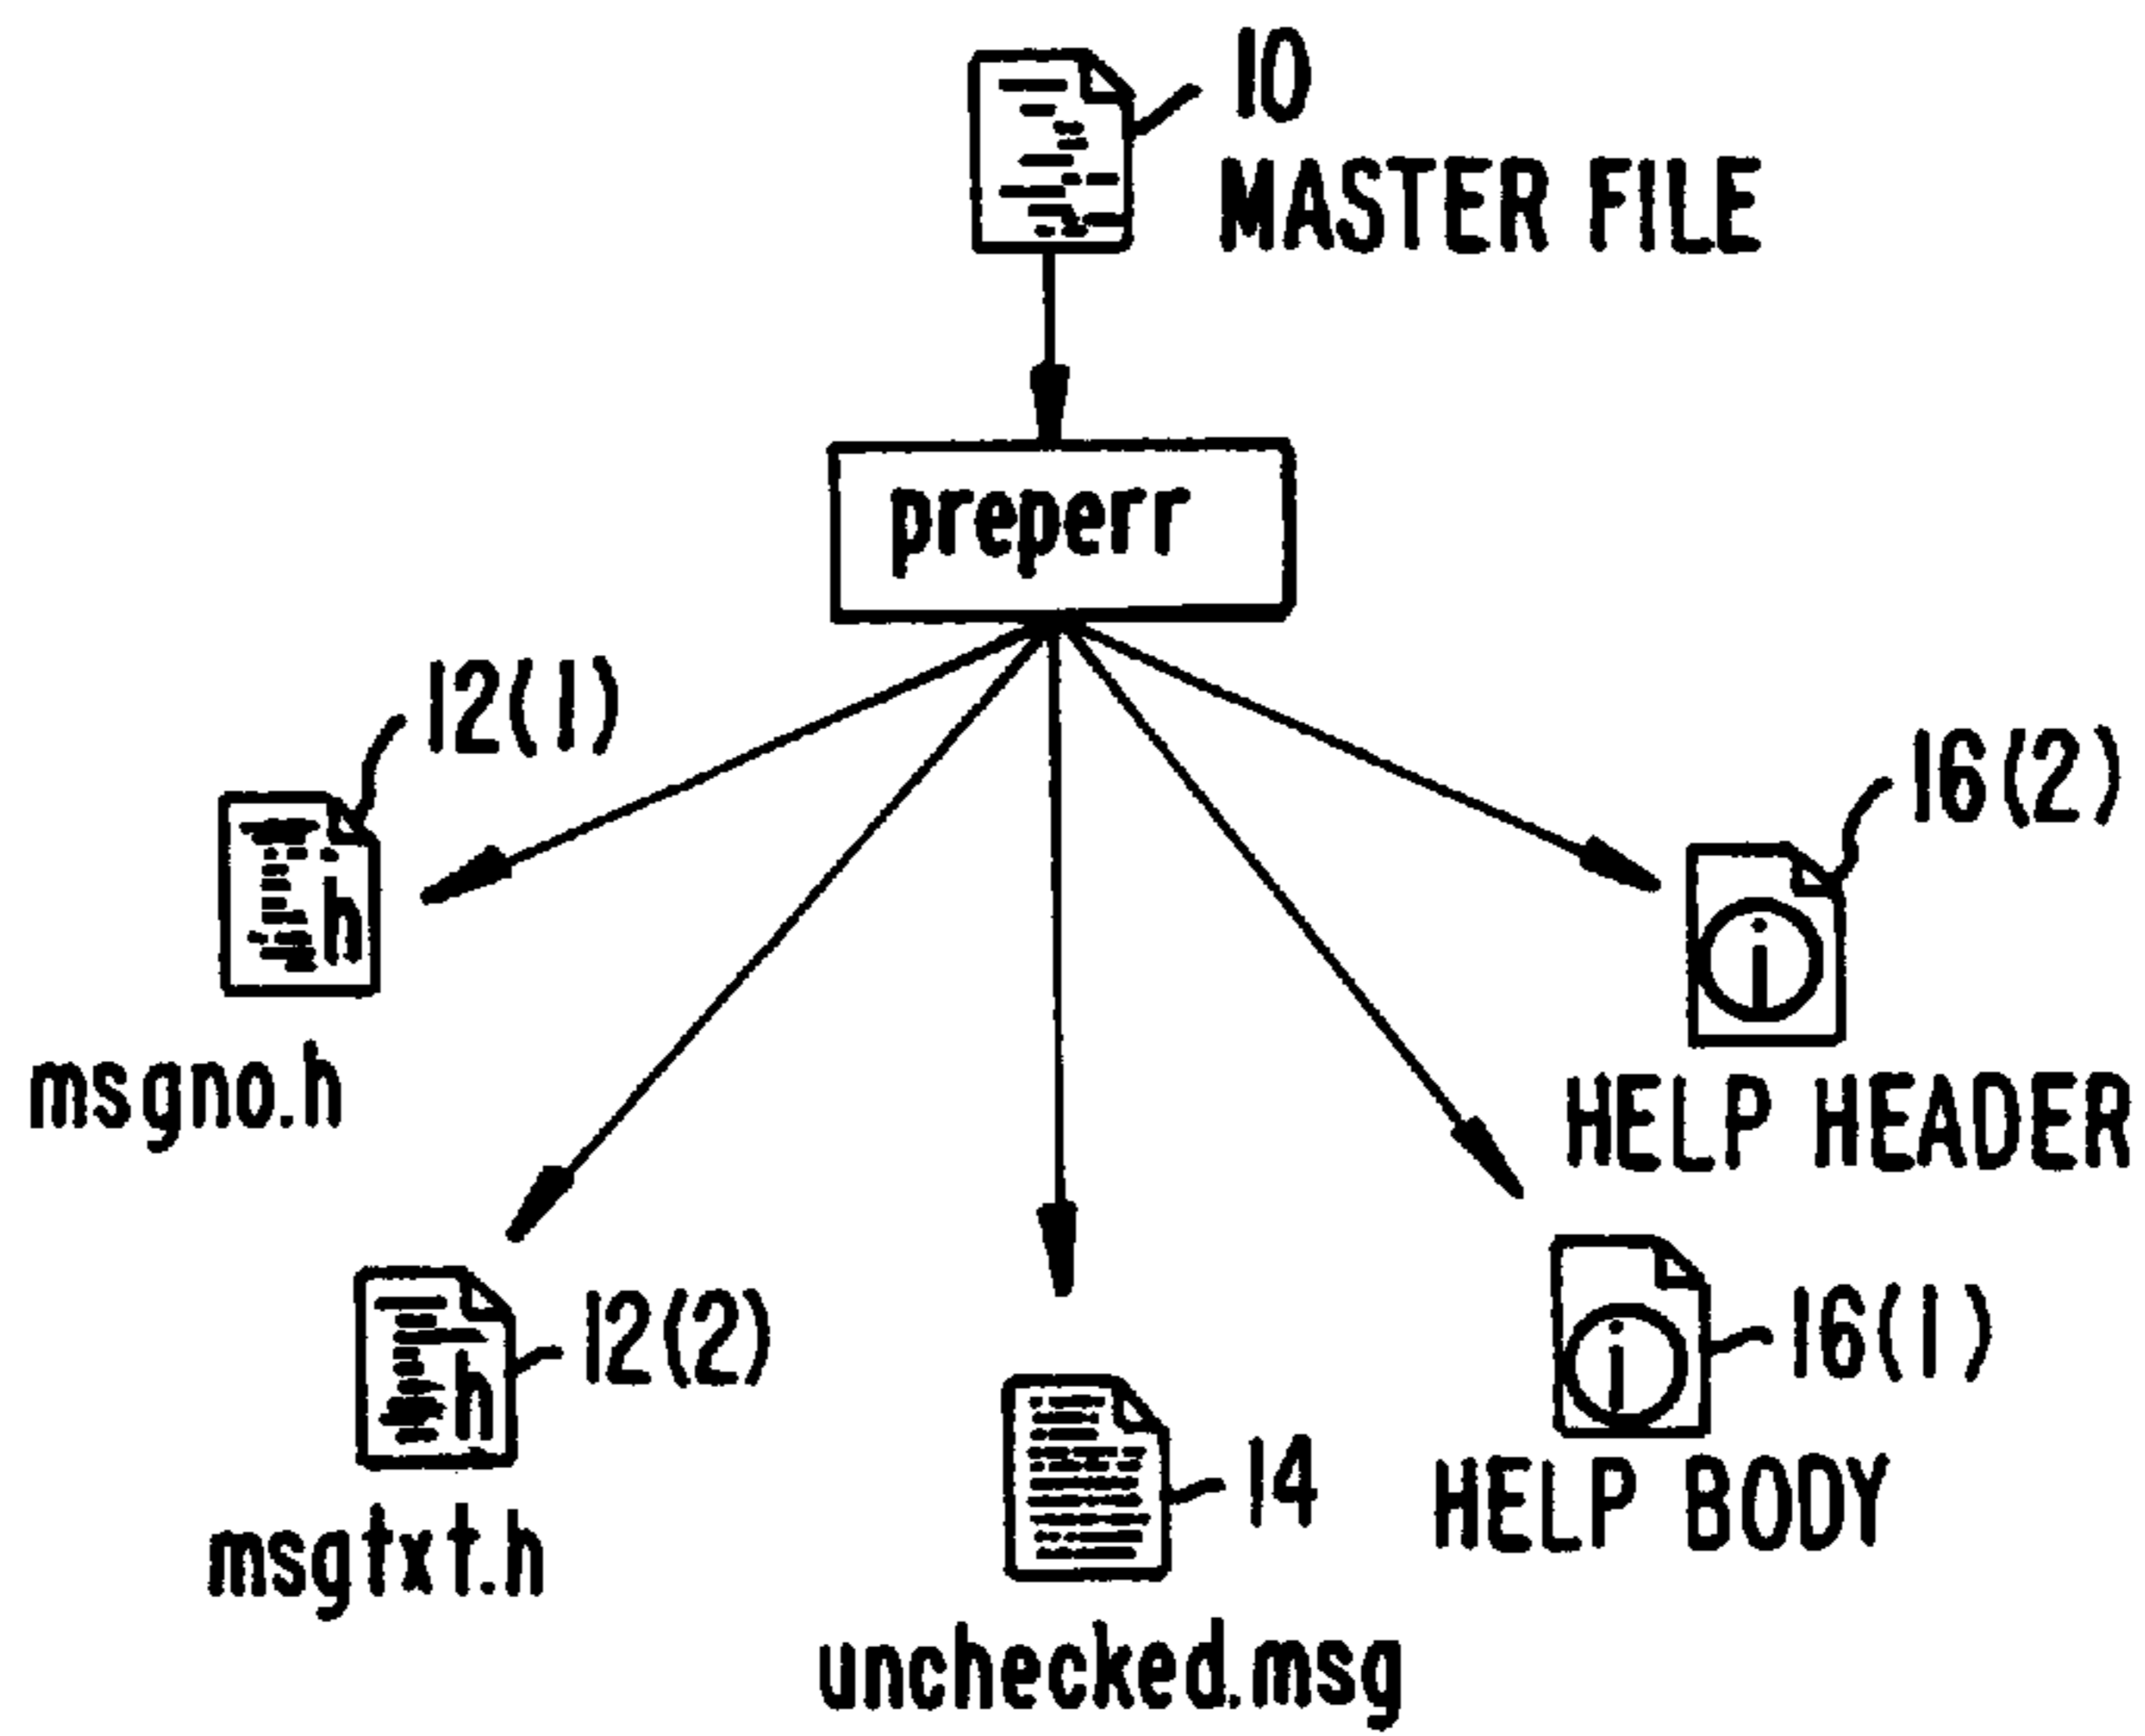 10
MASTER FILE
preperr
12(1)
16(2)
h
i
msgno.h
HELP HEADER
12(2)
16(1)
h
i
14
HELP BODY
msgtxt.h
unchecked.msg